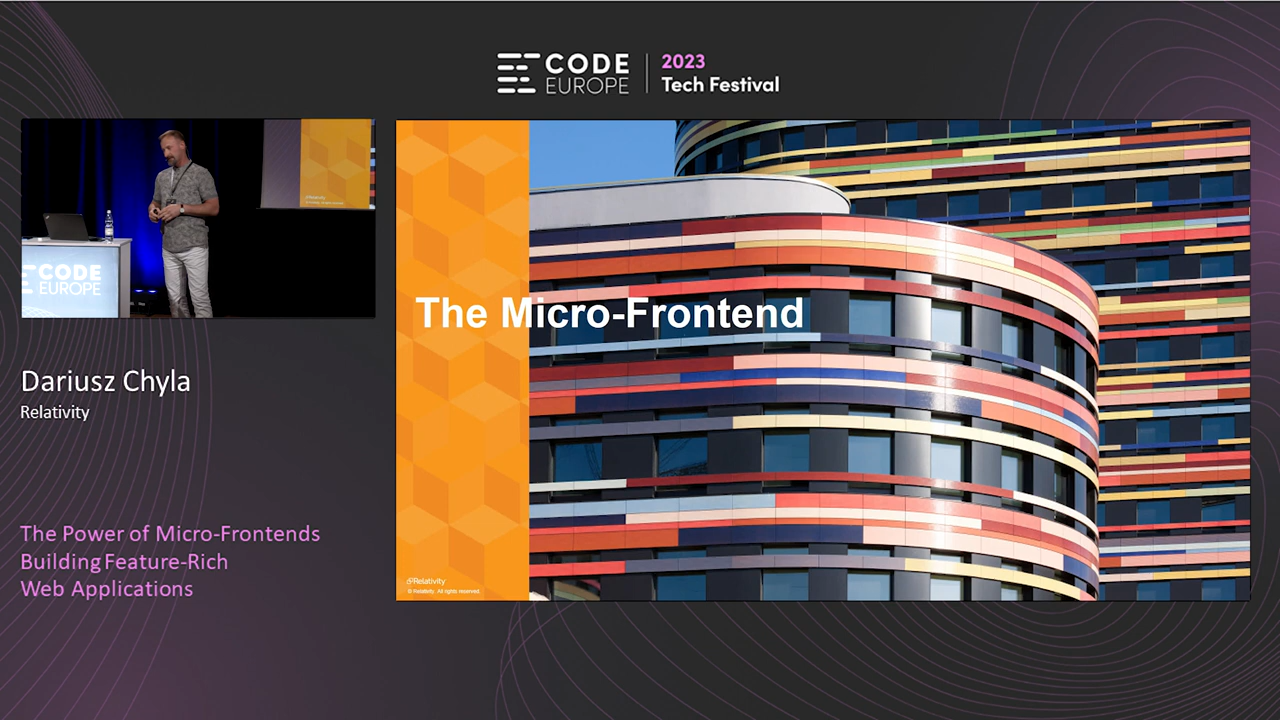 CODE
EUROPE
2023
Tech Festival
CODE
EUROPE
The Micro-Frontend
Relativity
© Relativity. All rights reserved.
Dariusz Chyla
Relativity
The Power of Micro-Frontends
Building Feature-Rich
Web Applications